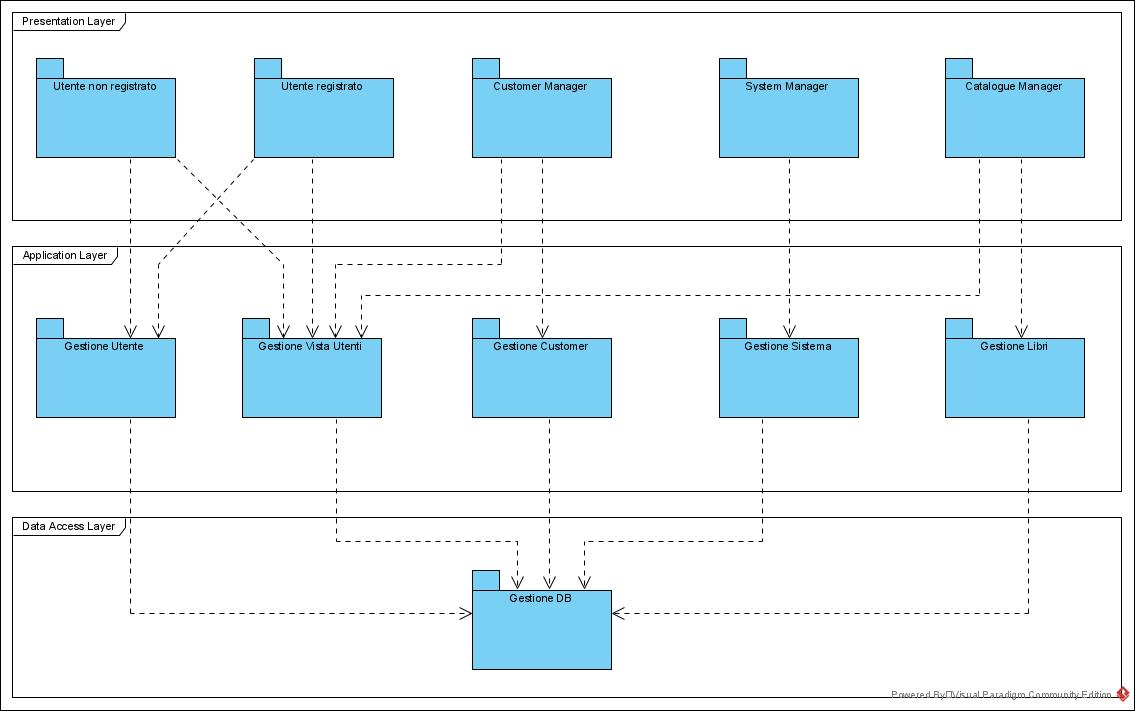 Presentation Layer
Utente non registrato
Utente registrato
Customer Manager
System Manager
Catalogue Manager
Application Layer
Gestione Utente
Gestione Vista Utenti
Gestione Customer
Gestione Sistema
Gestione Libri
Data Access Layer
Gestione DB
Powered By Visual Paradigm Community Edition